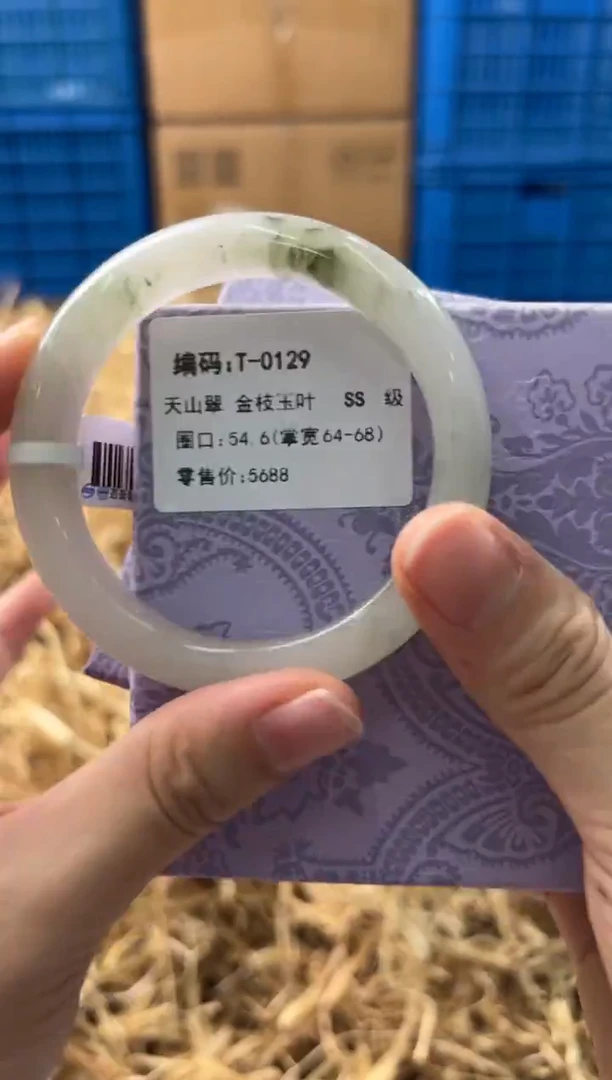 编码:T-0129
天山翠 金枝玉叶 SS 级
圈口:54.6(掌宽64-68)
零售价:5688